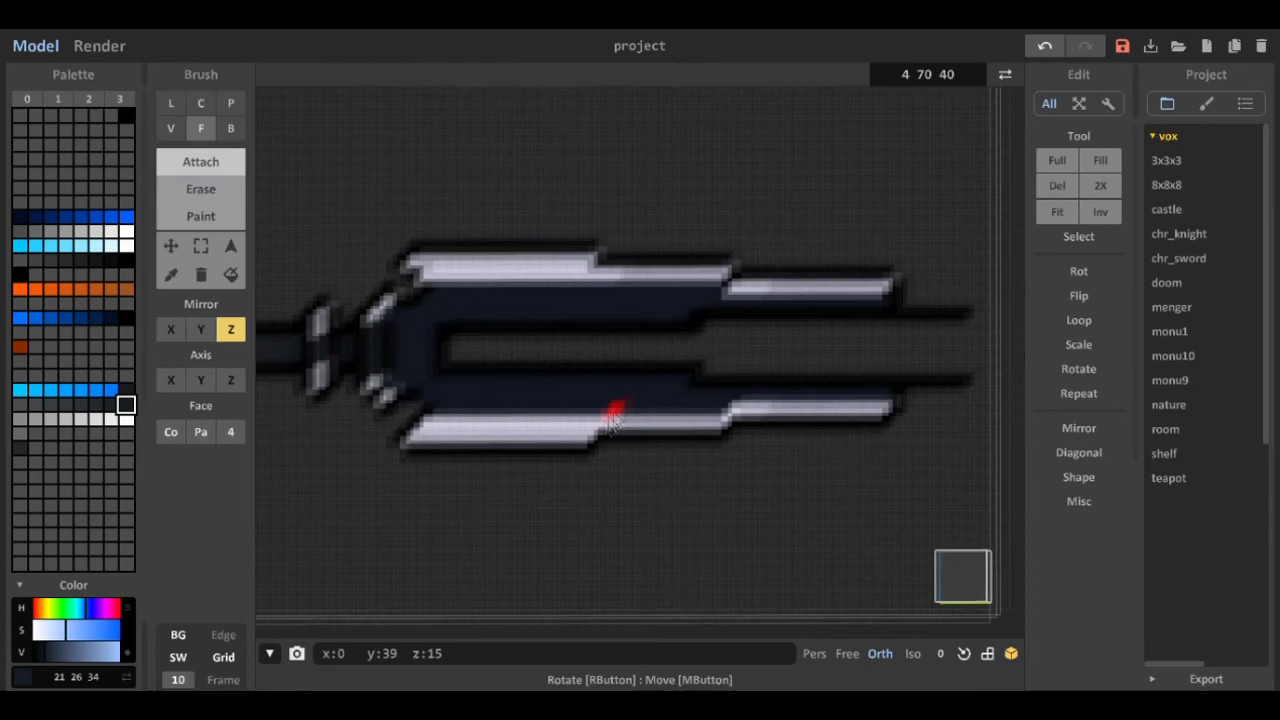 Model Render
project
Palette
0 1 2 3
Color
H
S
V
21 26 34
Brush
L C P
V F B
Attach
Erase
Paint
Mirror
X Y Z
Axis
X Y Z
Face
Co Pa 4
BG Edge
SW Grid
10 Frame
4 70 40
x:0 y:39 z:15
Pers Free Orth Iso 0
Rotate [RButton] : Move [MButton]
Edit
All
Tool
Full Fill
Del 2X
Fit Inv
Select
Rot
Flip
Loop
Scale
Rotate
Repeat
Mirror
Diagonal
Shape
Misc
Project
vox
3x3x3
8x8x8
castle
chr_knight
chr_sword
doom
menger
monu1
monu10
monu9
nature
room
shelf
teapot
Export